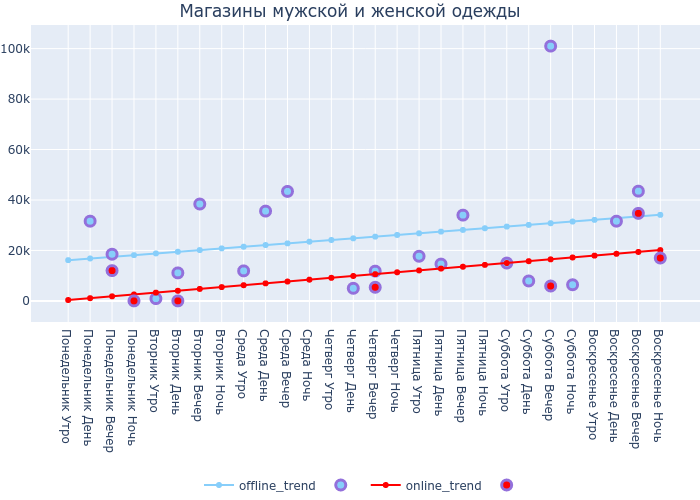 Магазины мужской и женской одежды
100k
80k
60k
40k
20k
0
Понедельник Утро
Понедельник День
Понедельник Вечер
Понедельник Ночь
Вторник Утро
Вторник День
Вторник Вечер
Вторник Ночь
Среда Утро
Среда День
Среда Вечер
Среда Ночь
Четверг Утро
Четверг День
Четверг Вечер
Четверг Ночь
Пятница Утро
Пятница День
Пятница Вечер
Пятница Ночь
Суббота Утро
Суббота День
Суббота Вечер
Суббота Ночь
Воскресенье Утро
Воскресенье День
Воскресенье Вечер
Воскресенье Ночь
offline_trend
online_trend